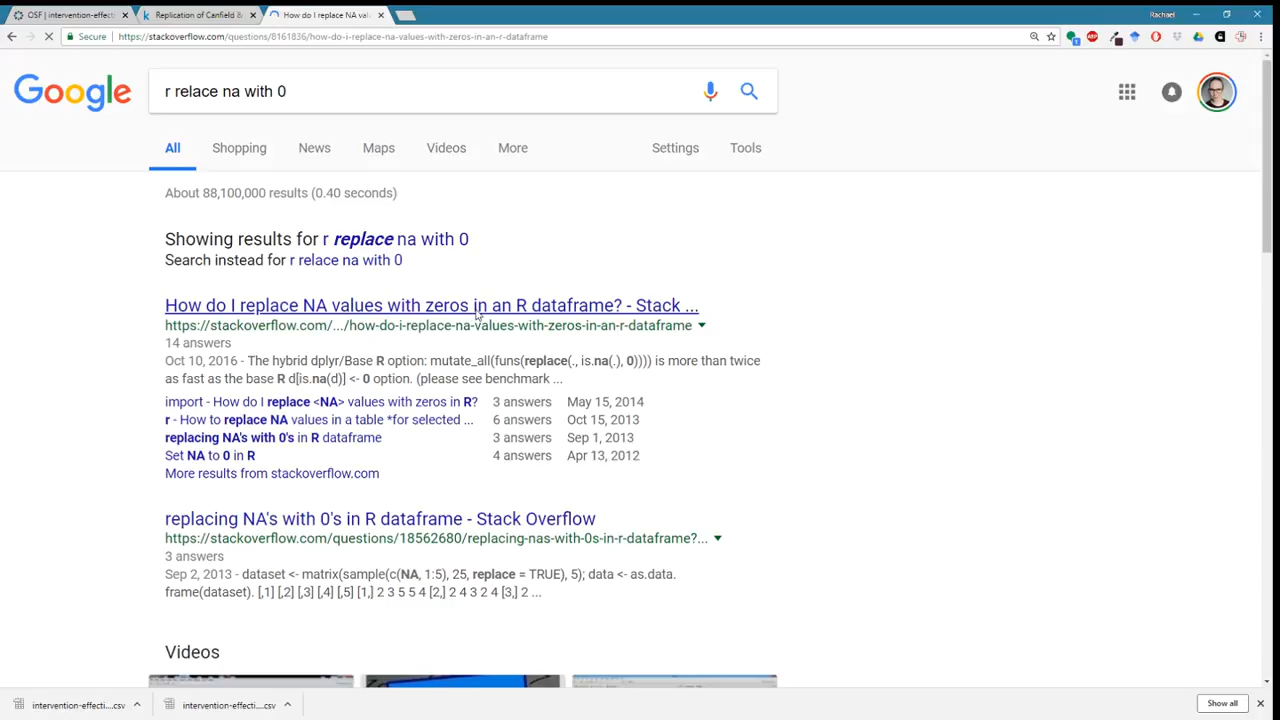 OSF | intervention-effect
Replication of Canfield &
How do I replace NA val
Rachael
Secure
https://stackoverflow.com/questions/8161836/how-do-i-replace-na-values-with-zeros-in-an-r-dataframe
Google
r relace na with 0
All
Shopping
News
Maps
Videos
More
Settings
Tools
About 88,100,000 results (0.40 seconds)
Showing results for r replace na with 0
Search instead for r relace na with 0
How do I replace NA values with zeros in an R dataframe? - Stack ...
https://stackoverflow.com/.../how-do-i-replace-na-values-with-zeros-in-an-r-dataframe
14 answers
Oct 10, 2016 - The hybrid dplyr/Base R option: mutate_all(funs(replace(., is.na(.), 0)))) is more than twice
as fast as the base R d[is.na(d)] <- 0 option. (please see benchmark ...
import - How do I replace <NA> values with zeros in R? 3 answers May 15, 2014
r - How to replace NA values in a table *for selected ... 6 answers Oct 15, 2013
replacing NA's with 0's in R dataframe 3 answers Sep 1, 2013
Set NA to 0 in R 4 answers Apr 13, 2012
More results from stackoverflow.com
replacing NA's with 0's in R dataframe - Stack Overflow
https://stackoverflow.com/questions/18562680/replacing-nas-with-0s-in-r-dataframe?...
3 answers
Sep 2, 2013 - dataset <- matrix(sample(c(NA, 1:5), 25, replace = TRUE), 5); data <- as.data.
frame(dataset). [,1] [,2] [,3] [,4] [,5] [1,] 2 3 5 5 4 [2,] 2 4 3 2 4 [3,] 2 ...
Videos
intervention-effecti....csv
intervention-effecti....csv
Show all